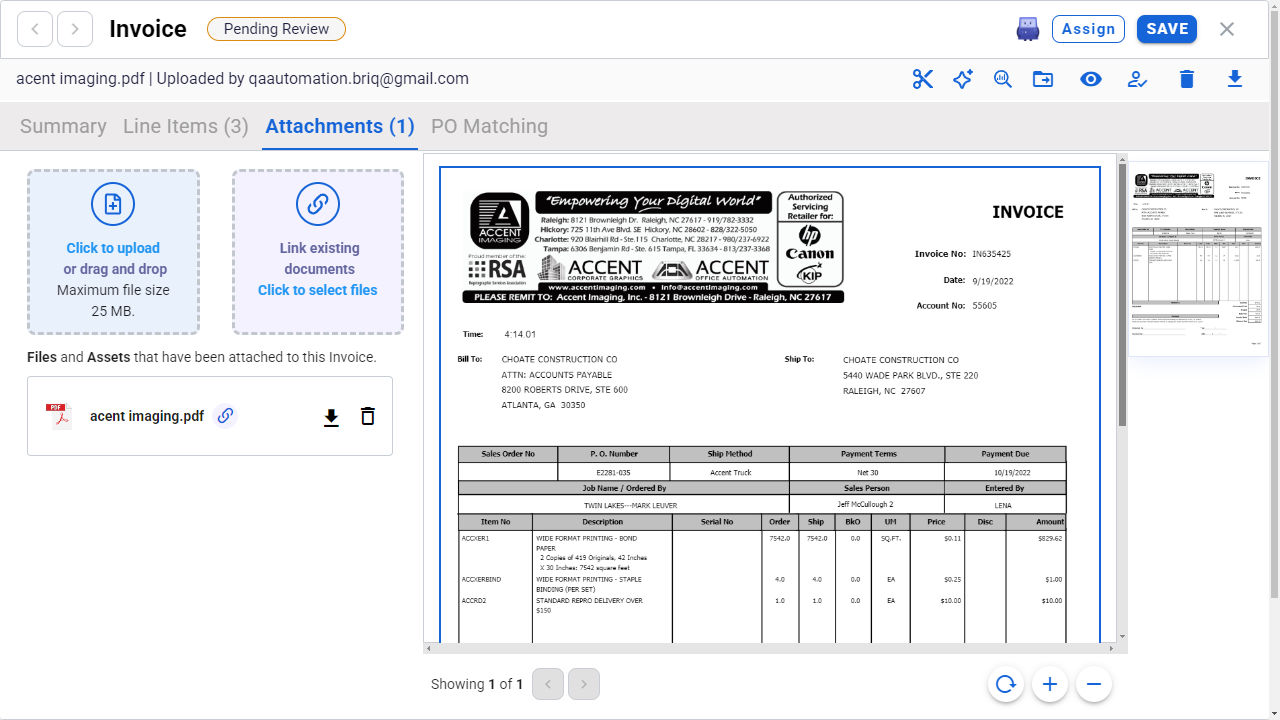 Invoice
Pending Review
Assign
SAVE
acent imaging.pdf | Uploaded by qaautomation.briq@gmail.com
Summary
Line Items (3)
Attachments (1)
PO Matching
Click to upload
or drag and drop
Maximum file size
25 MB.
Link existing
documents
Click to select files
Files and Assets that have been attached to this Invoice.
PDF
acent imaging.pdf
"Empowering Your Digital World"
Raleigh: 8121 Brownleigh Dr. Raleigh, NC 27617 - 919/782-3332
Hickory: 725 11th Ave Blvd. SE Hickory, NC 28602 - 828/322-5050
Charlotte: 920 Blairhill Rd - Ste.115 Charlotte, NC 28217 - 980/237-6922
Tampa: 6306 Benjamin Rd - Ste. 615 Tampa, FL 33634 - 813/237-3368
ACCENT
IMAGING
Proud member of the:
RSA
ACCENT
CORPORATE GRAPHICS
ACCENT
OFFICE AUTOMATION
www.accentimaging.com • info@accentimaging.com
PLEASE REMIT TO: Accent Imaging, Inc. - 8121 Brownleigh Drive - Raleigh, NC 27617
Authorized
Servicing
Retailer for:
hp
Canon
KIP
INVOICE
Invoice No: IN635425
Date: 9/19/2022
Account No: 55605
Time: 4:14.01
Bill To: CHOATE CONSTRUCTION CO
ATTN: ACCOUNTS PAYABLE
8200 ROBERTS DRIVE, STE 600
ATLANTA, GA 30350
Ship To: CHOATE CONSTRUCTION CO
5440 WADE PARK BLVD., STE 220
RALEIGH, NC 27607
Sales Order No P. O. Number Ship Method Payment Terms Payment Due
E2281-035 Accent Truck Net 30 10/19/2022
Job Name / Ordered By Sales Person Entered By
TWIN LAKES---MARK LEUVER Jeff McCullough 2 LENA
Item No Description Serial No Order Ship BkO UM Price Disc Amount
ACCXER1 WIDE FORMAT PRINTING - BOND 7542.0 7542.0 0.0 SQ.FT. $0.11 $829.62
PAPER
2 Copies of 419 Originals, 42 Inches
X 30 Inches: 7542 square feet
ACCXERBIND WIDE FORMAT PRINTING - STAPLE 4.0 4.0 0.0 EA $0.25 $1.00
BINDING (PER SET)
ACCRD2 STANDARD REPRO DELIVERY OVER 1.0 1.0 0.0 EA $10.00 $10.00
$150
Showing 1 of 1